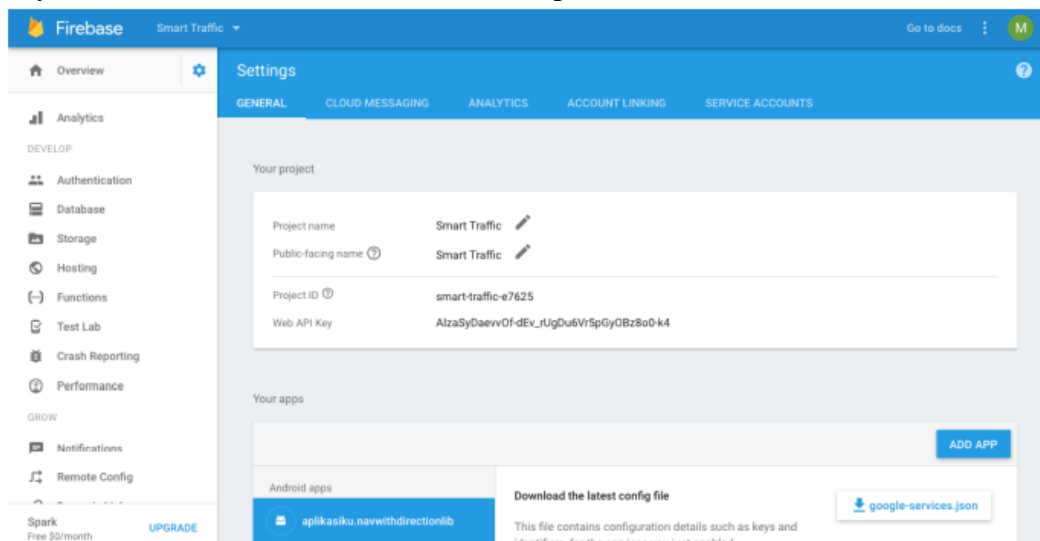 Firebase
Smart Traffic
Go to docs
M
Overview
Settings
GENERAL
CLOUD MESSAGING
ANALYTICS
ACCOUNT LINKING
SERVICE ACCOUNTS
Analytics
DEVELOP
Authentication
Database
Storage
Hosting
Functions
Test Lab
Crash Reporting
Performance
GROW
Notifications
Remote Config
Spark
Free $0/month
UPGRADE
Your project
Project name Smart Traffic
Public-facing name Smart Traffic
Project ID smart-traffic-e7625
Web API Key AIzaSyDaevvOf-dEv_rUgDu6Vr5pGyOBz8o0-k4
Your apps
ADD APP
Android apps
aplikasiku.navwithdirectionlib
Download the latest config file
google-services.json
This file contains configuration details such as keys and